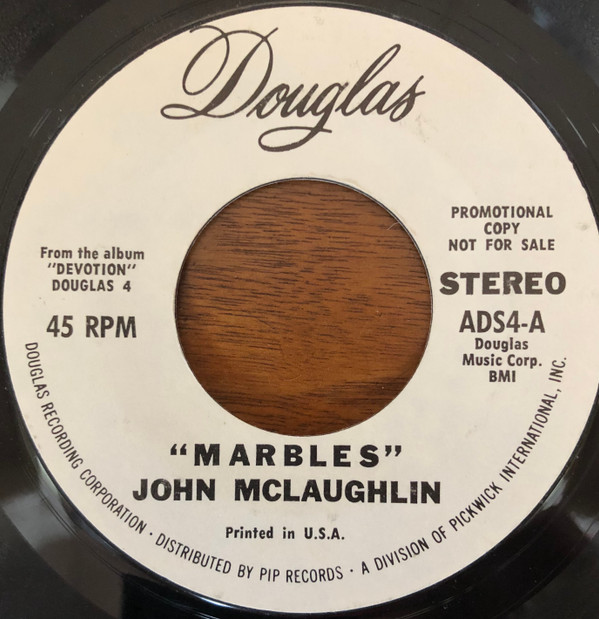 Douglas
PROMOTIONAL
COPY
NOT FOR SALE
From the album
"DEVOTION"
DOUGLAS 4
STEREO
45 RPM
ADS4-A
Douglas
Music Corp.
BMI
"MARBLES"
JOHN MCLAUGHLIN
Printed in U.S.A.
DOUGLAS RECORDING CORPORATION · DISTRIBUTED BY PIP RECORDS · A DIVISION OF PICKWICK INTERNATIONAL, INC.